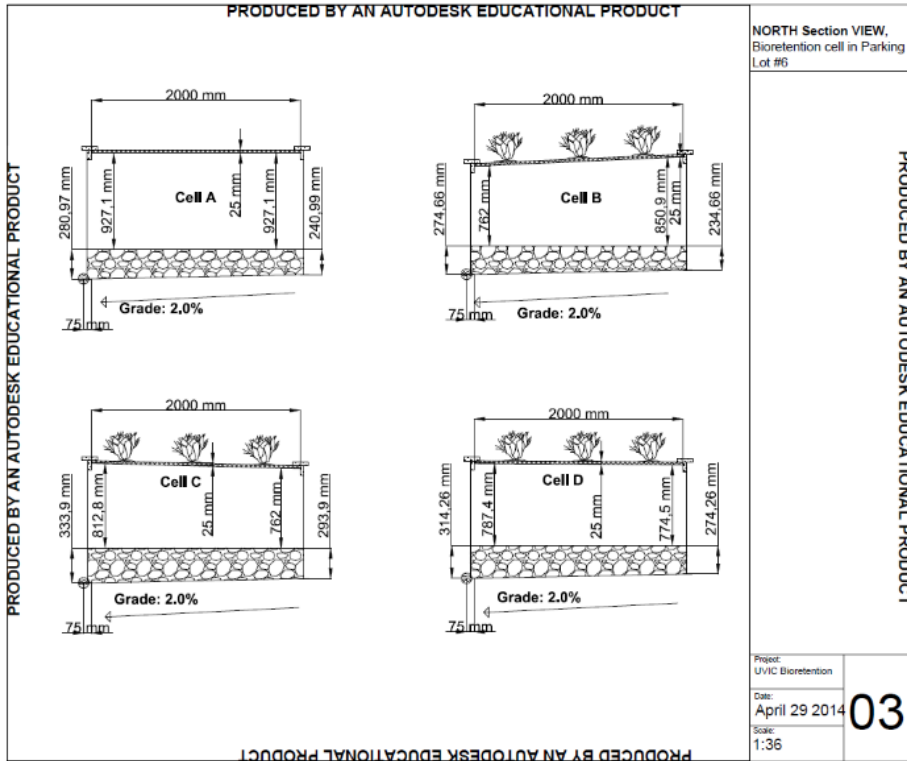 PRODUCED BY AN AUTODESK EDUCATIONAL PRODUCT
NORTH Section VIEW,
Bioretention cell in Parking
Lot #6
2000 mm
280,97 mm
927,1 mm
Cell A
25 mm
927,1 mm
240,99 mm
Grade: 2,0%
75 mm
2000 mm
274,66 mm
762 mm
Cell B
850,9 mm
25 mm
234,66 mm
Grade: 2.0%
75 mm
2000 mm
333,9 mm
812,8 mm
Cell C
25 mm
762 mm
293,9 mm
Grade: 2.0%
75 mm
2000 mm
314,26 mm
787,4 mm
Cell D
25 mm
774,5 mm
274,26 mm
Grade: 2.0%
75 mm
PRODUCED BY AN AUTODESK EDUCATIONAL PRODUCT
PRODUCED BY AN AUTODESK EDUCATIONAL PRODUCT
PRODUCED BY AN AUTODESK EDUCATIONAL PRODUCT
Project:
UVIC Bioretention
Date:
April 29 2014
Scale:
1:36
03